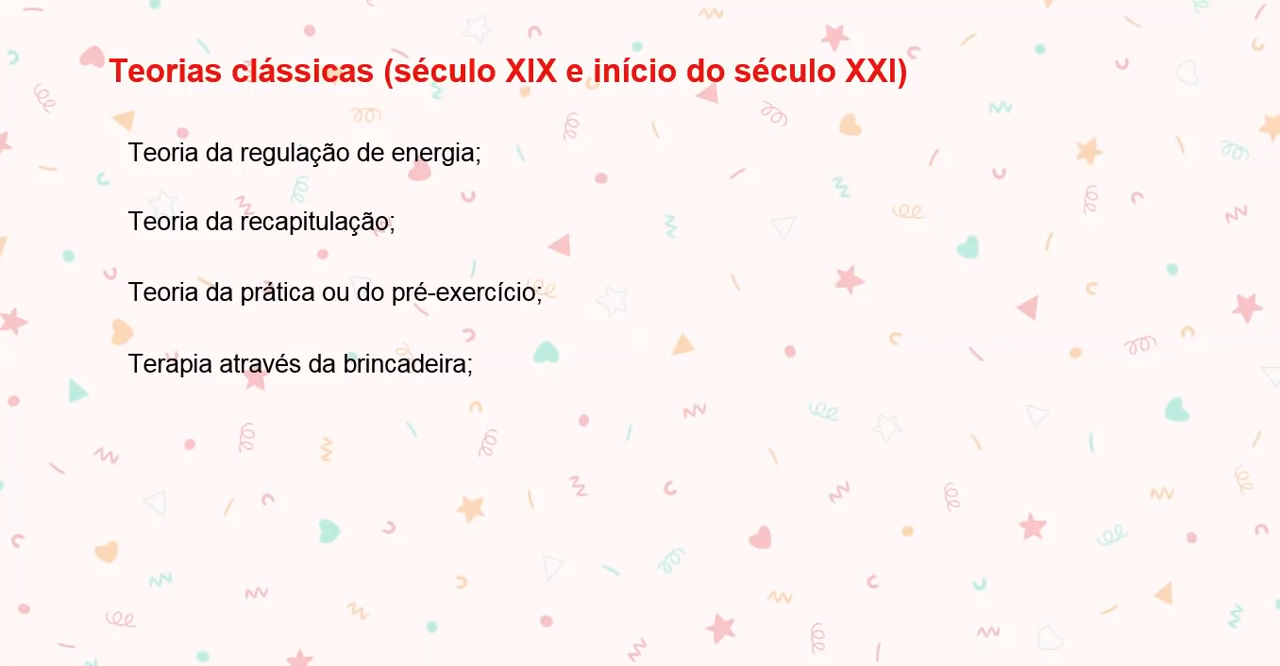 Teorias clássicas (século XIX e início do século XXI)
Teoria da regulação de energia;
Teoria da recapitulação;
Teoria da prática ou do pré-exercício;
Terapia através da brincadeira;